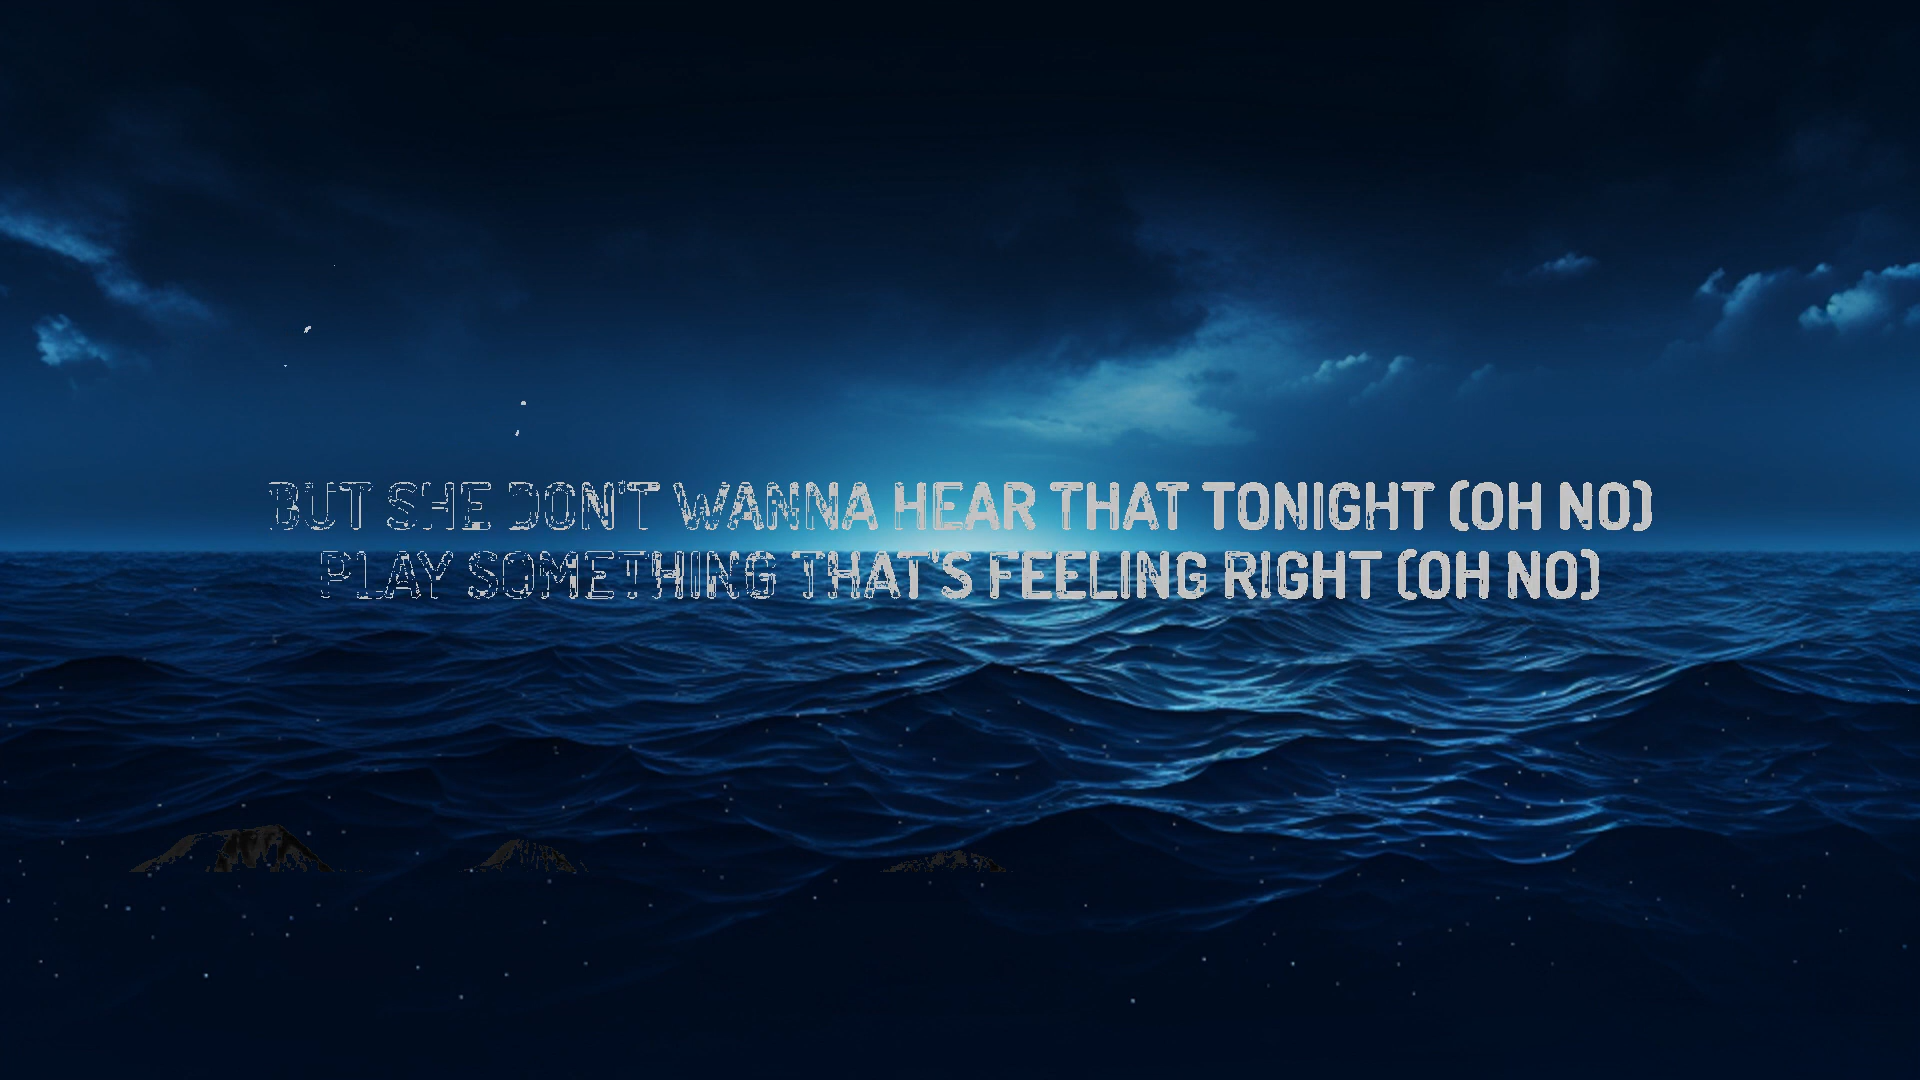 BUT SHE DON'T WANNA HEAR THAT TONIGHT (OH NO)
PLAY SOMETHING THAT'S FEELING RIGHT (OH NO)